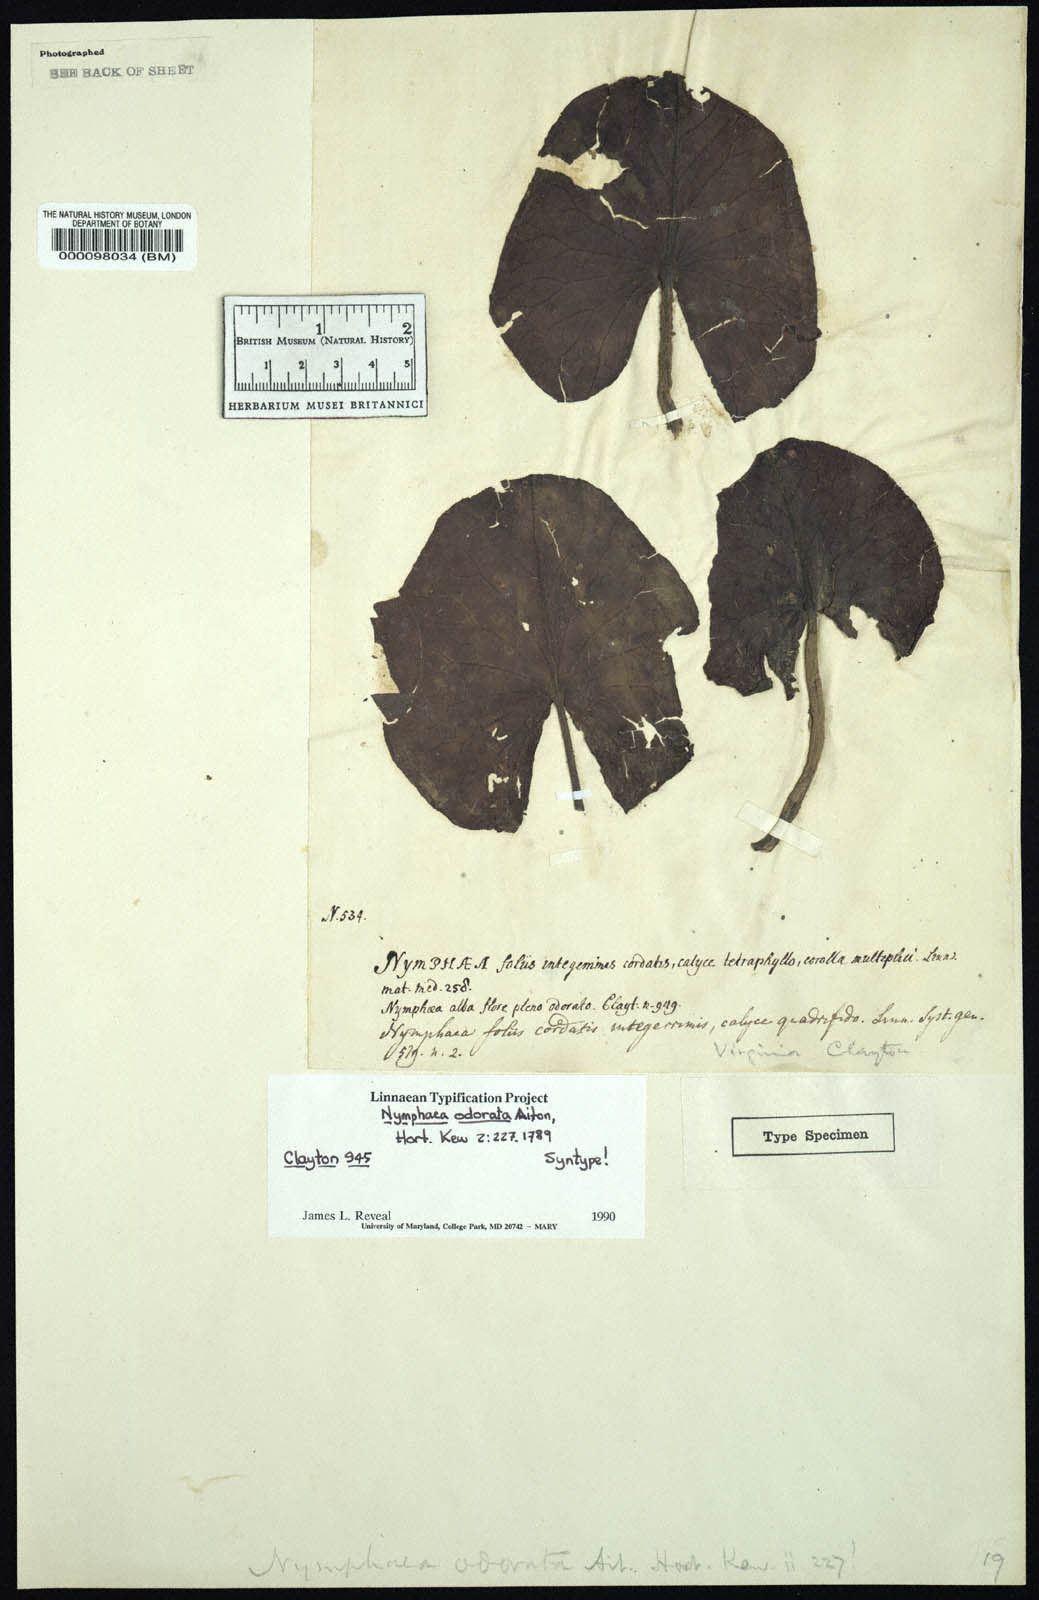 Photographed
SEE BACK OF SHEET
THE NATURAL HISTORY MUSEUM, LONDON
DEPARTMENT OF BOTANY
000098034 (BM)
1 2
BRITISH MUSEUM (NATURAL HISTORY)
1 2 3 4 5
HERBARIUM MUSEI BRITANNICI
N. 534.
NYMPHÆA foliis integerrimis cordatis, calyce tetraphyllo, corolla multiplici. Linn.
mat. med. 258.
Nymphæa alba flore pleno odorato. Clayt. n.
Nymphaea foliis cordatis integerrimis, calyce quadrifido. Linn. Syst. gen.
579. n. 2.
Virginia Clayton
Linnaean Typification Project
Nymphaea odorata Aiton,
Hort. Kew 2: 227. 1789
Clayton 945 Syntype!
James L. Reveal 1990
University of Maryland, College Park, MD 20742 – MARY
Type Specimen
Nymphaea odorata Ait. Hort. Kew. ii 227!
19